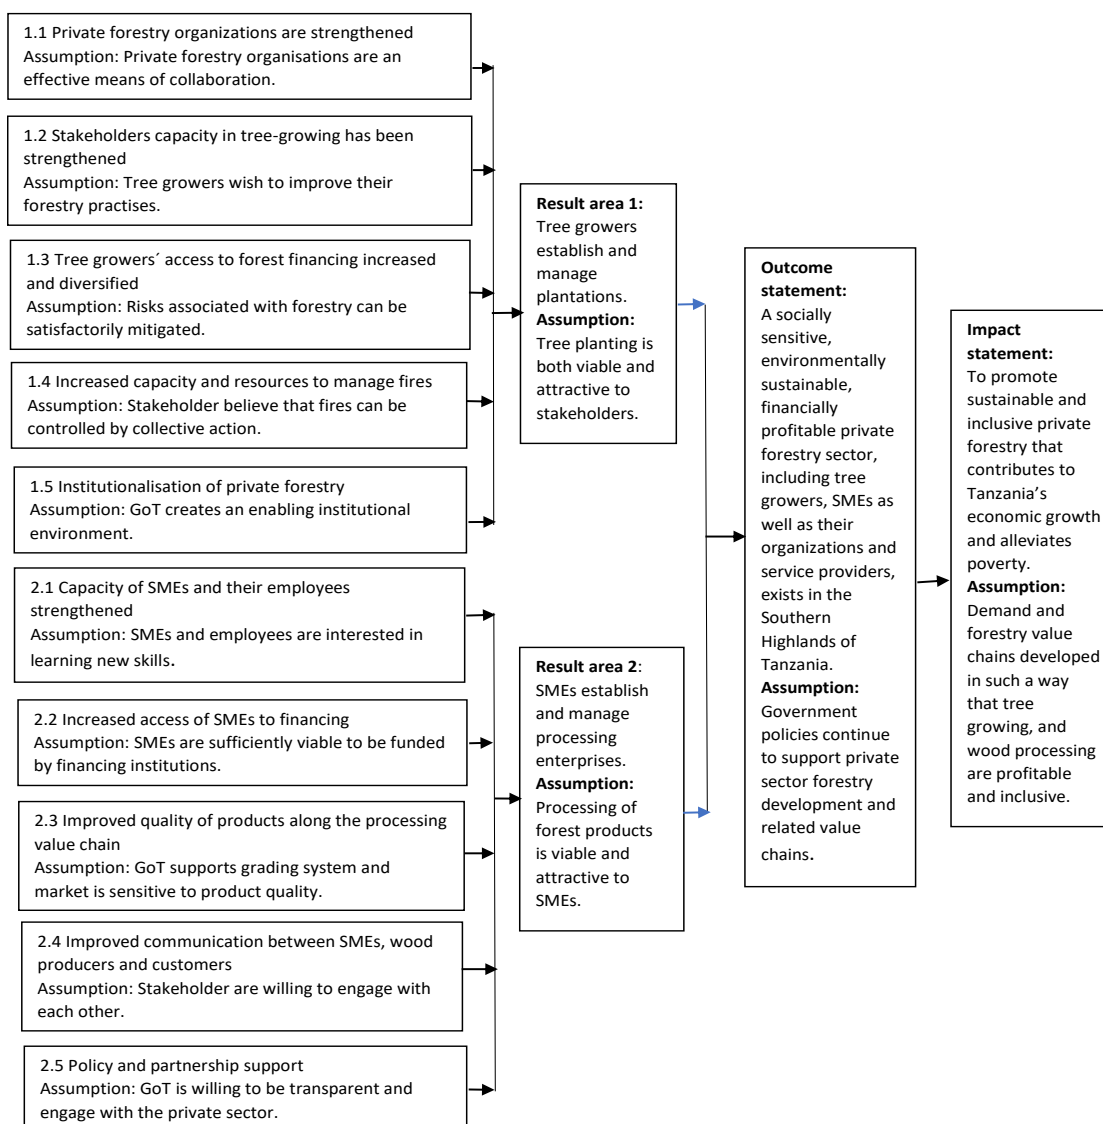 1.1 Private forestry organizations are strengthened
Assumption: Private forestry organisations are an
effective means of collaboration.
1.2 Stakeholders capacity in tree-growing has been
strengthened
Assumption: Tree growers wish to improve their
forestry practises.
1.3 Tree growers´ access to forest financing increased
and diversified
Assumption: Risks associated with forestry can be
satisfactorily mitigated.
1.4 Increased capacity and resources to manage fires
Assumption: Stakeholder believe that fires can be
controlled by collective action.
1.5 Institutionalisation of private forestry
Assumption: GoT creates an enabling institutional
environment.
2.1 Capacity of SMEs and their employees
strengthened
Assumption: SMEs and employees are interested in
learning new skills.
2.2 Increased access of SMEs to financing
Assumption: SMEs are sufficiently viable to be funded
by financing institutions.
2.3 Improved quality of products along the processing
value chain
Assumption: GoT supports grading system and
market is sensitive to product quality.
2.4 Improved communication between SMEs, wood
producers and customers
Assumption: Stakeholder are willing to engage with
each other.
2.5 Policy and partnership support
Assumption: GoT is willing to be transparent and
engage with the private sector.
Result area 1:
Tree growers
establish and
manage
plantations.
Assumption:
Tree planting is
both viable and
attractive to
stakeholders.
Result area 2:
SMEs establish
and manage
processing
enterprises.
Assumption:
Processing of
forest products
is viable and
attractive to
SMEs.
Outcome
statement:
A socially
sensitive,
environmentally
sustainable,
financially
profitable private
forestry sector,
including tree
growers, SMEs as
well as their
organizations and
service providers,
exists in the
Southern
Highlands of
Tanzania.
Assumption:
Government
policies continue
to support private
sector forestry
development and
related value
chains.
Impact
statement:
To promote
sustainable and
inclusive private
forestry that
contributes to
Tanzania’s
economic growth
and alleviates
poverty.
Assumption:
Demand and
forestry value
chains developed
in such a way
that tree
growing, and
wood processing
are profitable
and inclusive.